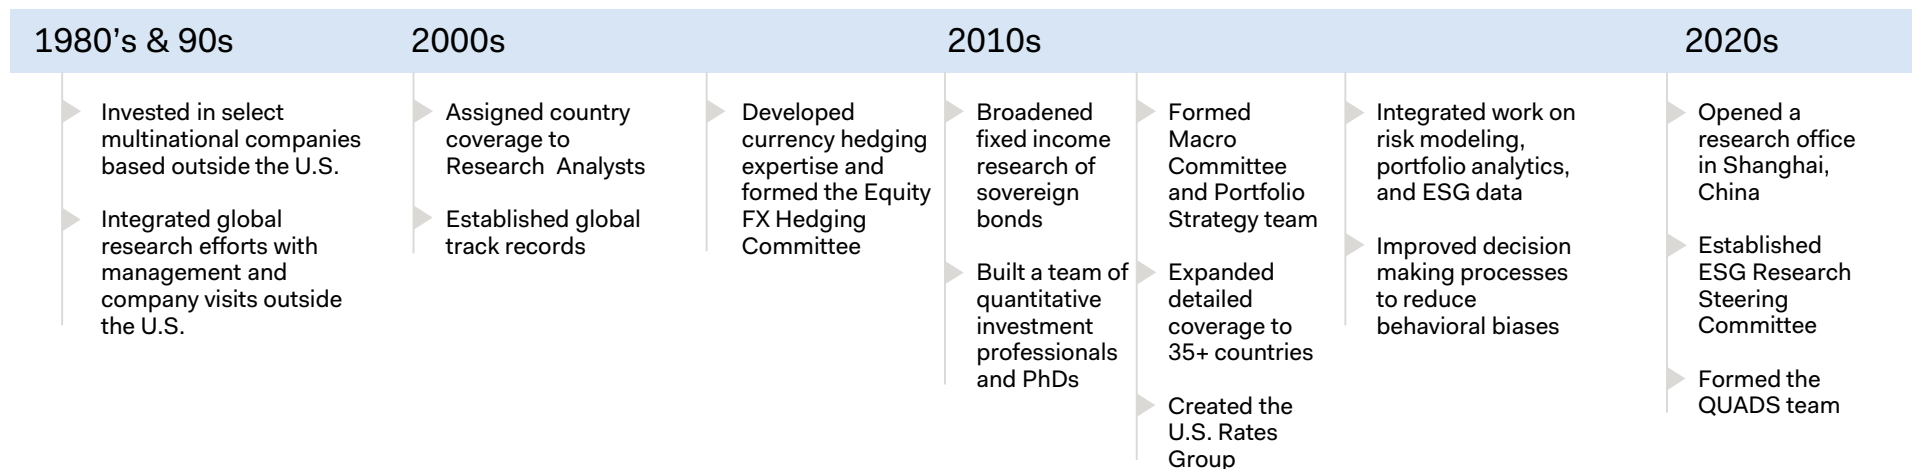 1980’s & 90s
Invested in select
multinational companies
based outside the U.S.
Integrated global
research efforts with
management and
company visits outside
the U.S.
2000s
Assigned country
coverage to
Research  Analysts
Established global
track records
Developed
currency hedging
expertise and
formed the Equity
FX Hedging
Committee
2010s
Broadened
fixed income
research of
sovereign
bonds
Built a team of
quantitative
investment
professionals
and PhDs
Formed
Macro
Committee
and Portfolio
Strategy team
Expanded
detailed
coverage to
35+ countries
Created the
U.S. Rates
Group
Integrated work on
risk modeling,
portfolio analytics,
and ESG data
Improved decision
making processes
to reduce
behavioral biases
2020s
Opened a
research office
in Shanghai,
China
Established
ESG Research
Steering
Committee
Formed the
QUADS team